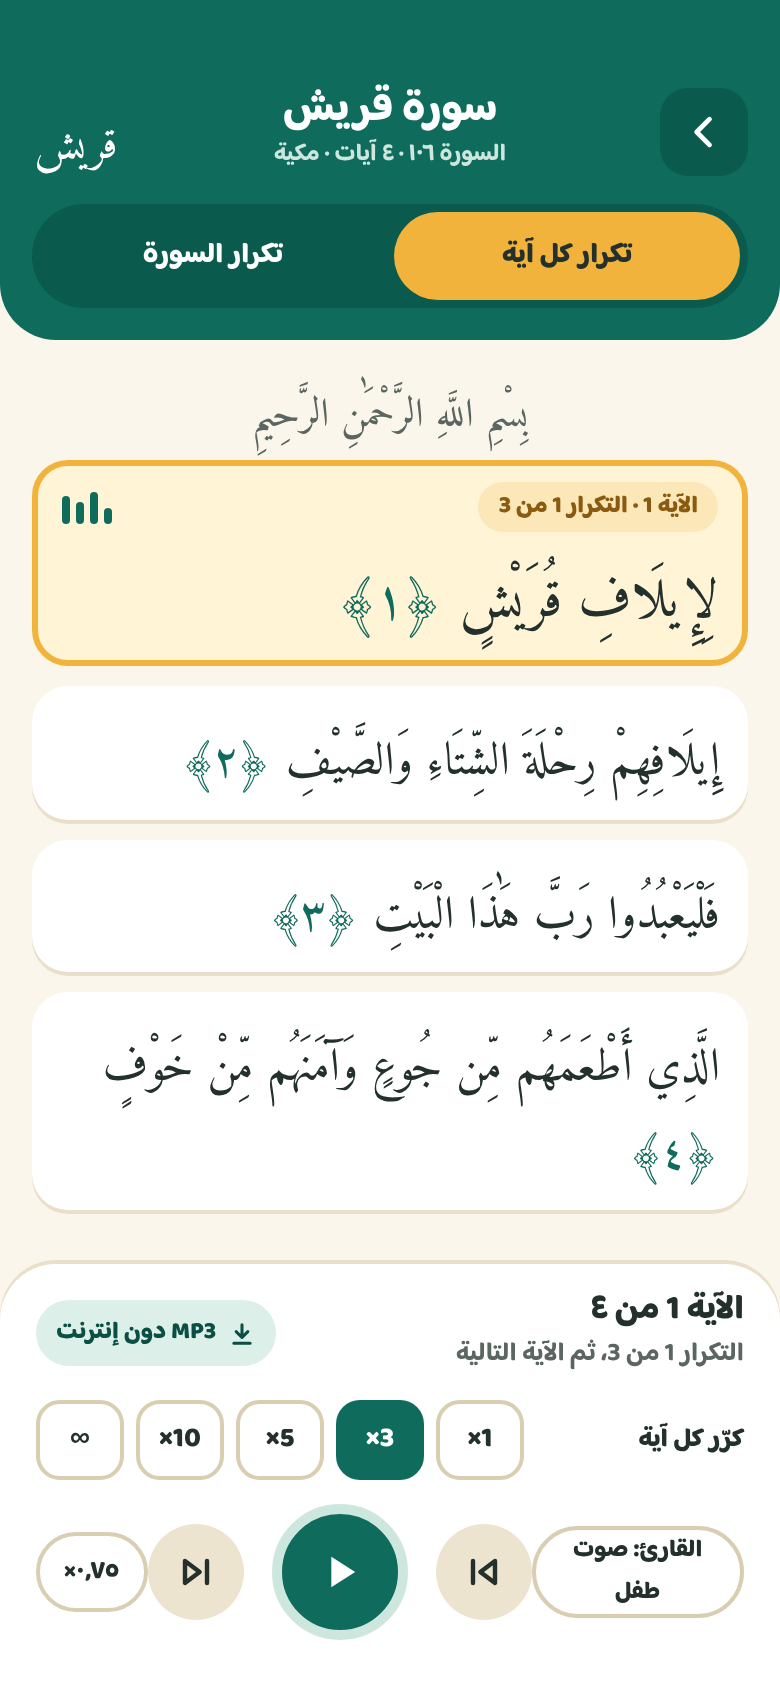 سورة قريش
السورة ١٠٦ · ٤ آيات · مكية
قريش
تكرار كل آية
تكرار السورة
بِسْمِ اللَّهِ الرَّحْمَٰنِ الرَّحِيمِ
الآية 1 · التكرار 1 من 3
لِإِيلَافِ قُرَيْشٍ ﴿١﴾
إِيلَافِهِمْ رِحْلَةَ الشِّتَاءِ وَالصَّيْفِ ﴿٢﴾
فَلْيَعْبُدُوا رَبَّ هَٰذَا الْبَيْتِ ﴿٣﴾
الَّذِي أَطْعَمَهُم مِّن جُوعٍ وَآمَنَهُم مِّنْ خَوْفٍ
﴿٤﴾
الآية 1 من ٤
التكرار 1 من 3، ثم الآية التالية
MP3 دون إنترنت
كرّر كل آية
×1
×3
×5
×10
∞
القارئ: صوت
طفل
×٠,٧٥